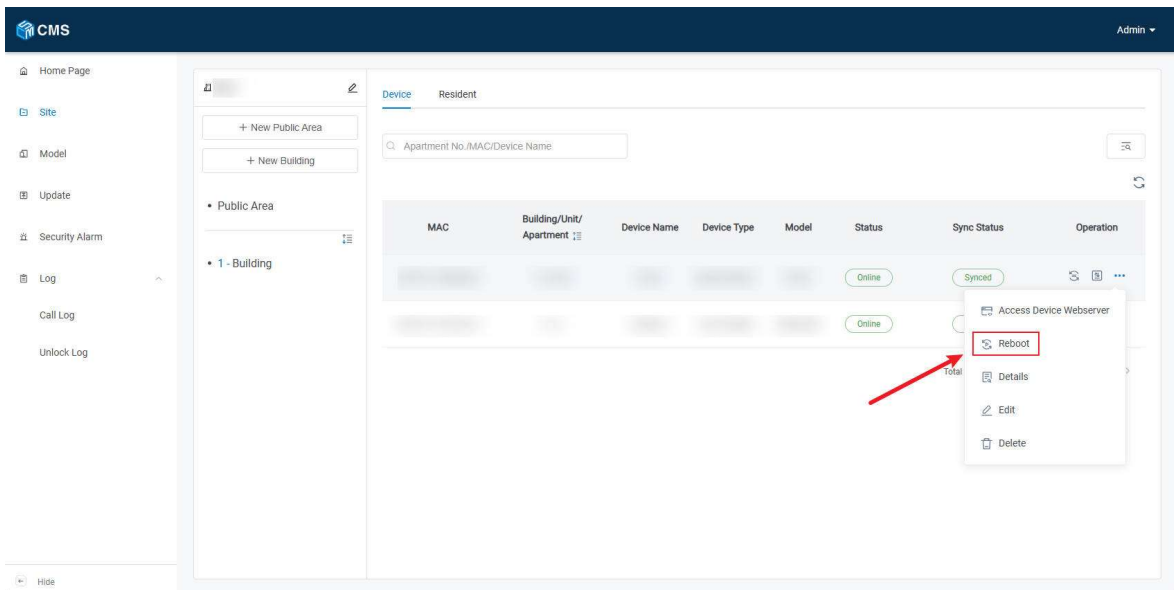 CMS
Admin
Home Page
Site
Model
Update
Security Alarm
Log
Call Log
Unlock Log
Hide
+ New Public Area
+ New Building
• Public Area
• 1 - Building
Device Resident
Apartment No./MAC/Device Name
MAC Building/Unit/ Device Name Device Type Model Status Sync Status Operation
Apartment
Online Synced
Access Device Webserver
Online
Reboot
Total
Details
Edit
Delete